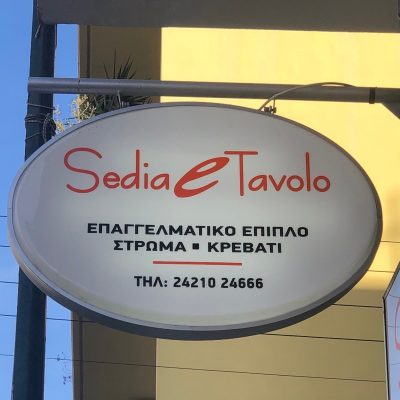 Sedia e Tavolo
ΕΠΑΓΓΕΛΜΑΤΙΚΟ ΕΠΙΠΛΟ
ΣΤΡΩΜΑ ▪ ΚΡΕΒΑΤΙ
ΤΗΛ: 24210 24666